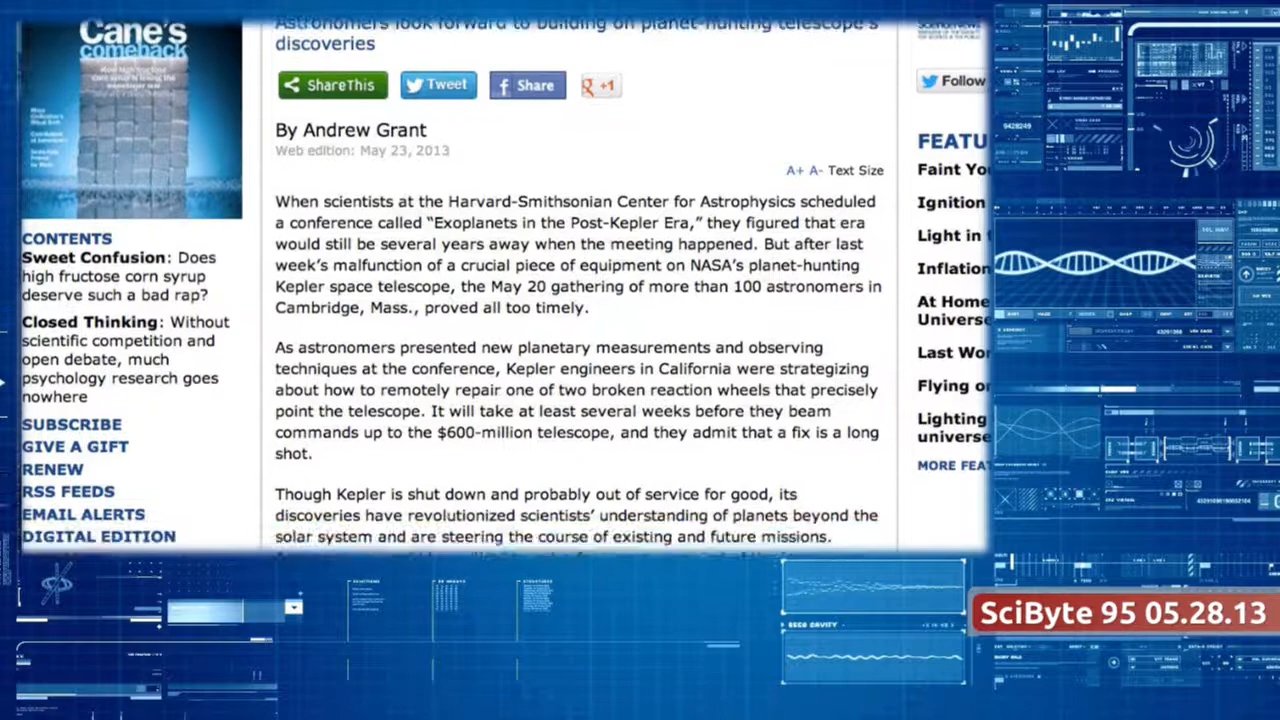 Cane's
comeback
CONTENTS
Sweet Confusion: Does
high fructose corn syrup
deserve such a bad rap?
Closed Thinking: Without
scientific competition and
open debate, much
psychology research goes
nowhere
SUBSCRIBE
GIVE A GIFT
RENEW
RSS FEEDS
EMAIL ALERTS
DIGITAL EDITION
Astronomers look forward to building on planet-hunting telescope's
discoveries
ShareThis
Tweet
Share
+1
By Andrew Grant
Web edition: May 23, 2013
A+ A- Text Size
When scientists at the Harvard-Smithsonian Center for Astrophysics scheduled
a conference called “Exoplanets in the Post-Kepler Era,” they figured that era
would still be several years away when the meeting happened. But after last
week’s malfunction of a crucial piece of equipment on NASA’s planet-hunting
Kepler space telescope, the May 20 gathering of more than 100 astronomers in
Cambridge, Mass., proved all too timely.
As astronomers presented new planetary measurements and observing
techniques at the conference, Kepler engineers in California were strategizing
about how to remotely repair one of two broken reaction wheels that precisely
point the telescope. It will take at least several weeks before they beam
commands up to the $600-million telescope, and they admit that a fix is a long
shot.
Though Kepler is shut down and probably out of service for good, its
discoveries have revolutionized scientists’ understanding of planets beyond the
solar system and are steering the course of existing and future missions.
Follow
FEATU
Faint Yo
Ignition
Light in
Inflation
At Home
Universe
Last Wo
Flying o
Lighting
universe
MORE FEA
9428249
SciByte 95 05.28.13